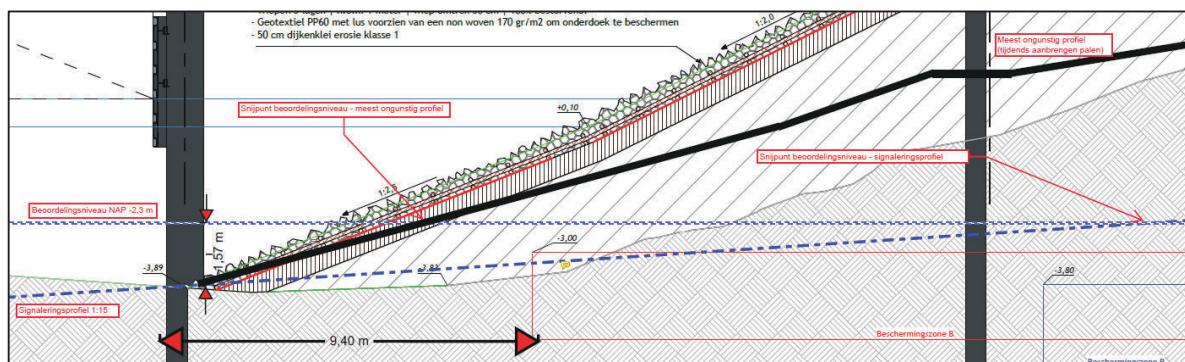 - Geotextiel PP60 met lus voorzien van een non woven 170 gr/m2 om onderdoek te beschermen
- 50 cm dijkenklei erosie klasse 1
1:2,0
Meest ongunstig profiel
(tijdends aanbrengen palen)
Snijpunt beoordelingsniveau - meest ongunstig profiel
+0,10
Snijpunt beoordelingsniveau - signaleringsprofiel
1:2,5
Beoordelingsniveau NAP -2,3 m
1,57 m
-3,00
-3,89
-3,81
-3,80
Signaleringsprofiel 1:15
9,40 m
Beschermingszone B
Beschermingszone B